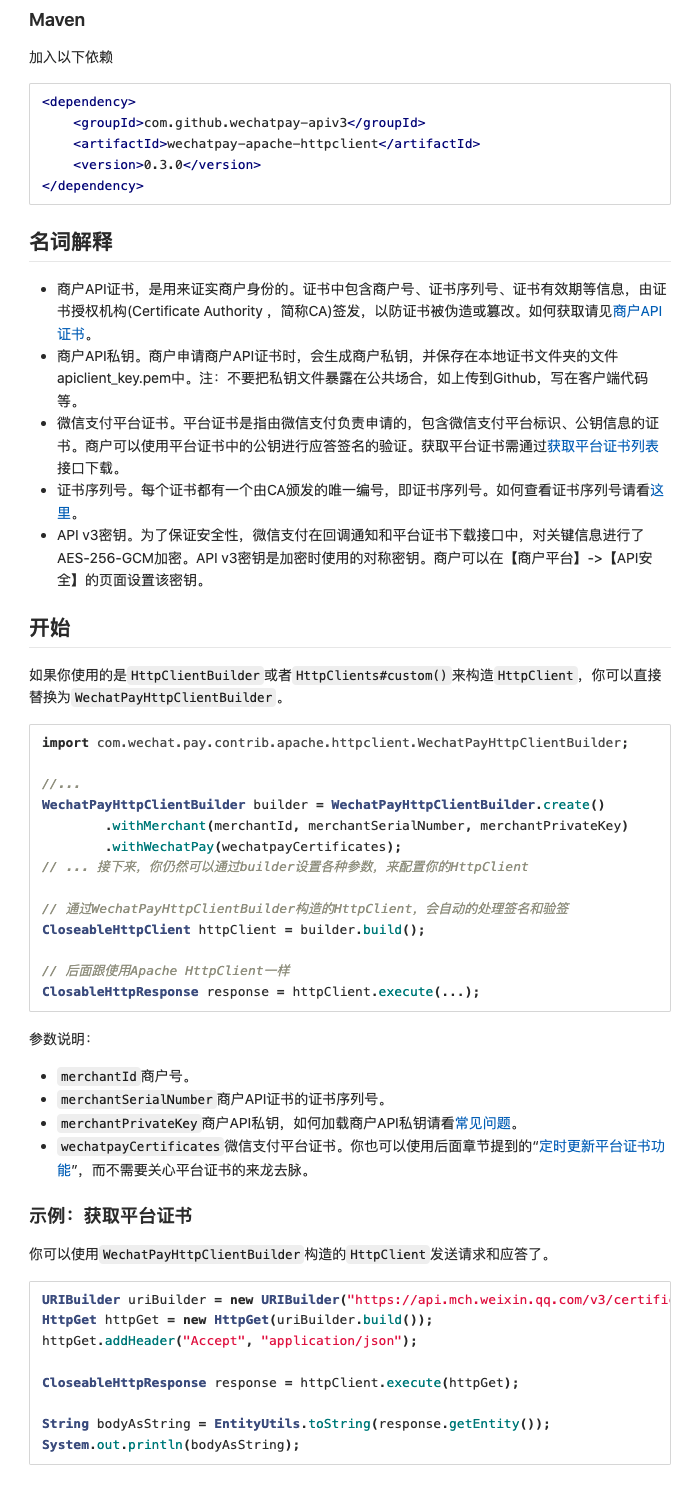 Maven
加入以下依赖
<dependency>
    <groupId>com.github.wechatpay-apiv3</groupId>
    <artifactId>wechatpay-apache-httpclient</artifactId>
    <version>0.3.0</version>
</dependency>
名词解释
• 商户API证书，是用来证实商户身份的。证书中包含商户号、证书序列号、证书有效期等信息，由证
书授权机构(Certificate Authority ，简称CA)签发，以防证书被伪造或篡改。如何获取请见商户API
证书。
• 商户API私钥。商户申请商户API证书时，会生成商户私钥，并保存在本地证书文件夹的文件
apiclient_key.pem中。注：不要把私钥文件暴露在公共场合，如上传到Github，写在客户端代码
等。
• 微信支付平台证书。平台证书是指由微信支付负责申请的，包含微信支付平台标识、公钥信息的证
书。商户可以使用平台证书中的公钥进行应答签名的验证。获取平台证书需通过获取平台证书列表
接口下载。
• 证书序列号。每个证书都有一个由CA颁发的唯一编号，即证书序列号。如何查看证书序列号请看这
里。
• API v3密钥。为了保证安全性，微信支付在回调通知和平台证书下载接口中，对关键信息进行了
AES-256-GCM加密。API v3密钥是加密时使用的对称密钥。商户可以在【商户平台】->【API安
全】的页面设置该密钥。
开始
如果你使用的是 HttpClientBuilder 或者 HttpClients#custom() 来构造 HttpClient ，你可以直接
替换为 WechatPayHttpClientBuilder 。
import com.wechat.pay.contrib.apache.httpclient.WechatPayHttpClientBuilder;
//...
WechatPayHttpClientBuilder builder = WechatPayHttpClientBuilder.create()
        .withMerchant(merchantId, merchantSerialNumber, merchantPrivateKey)
        .withWechatPay(wechatpayCertificates);
// ... 接下来，你仍然可以通过builder设置各种参数，来配置你的HttpClient
// 通过WechatPayHttpClientBuilder构造的HttpClient，会自动的处理签名和验签
CloseableHttpClient httpClient = builder.build();
// 后面跟使用Apache HttpClient一样
ClosableHttpResponse response = httpClient.execute(...);
参数说明：
• merchantId 商户号。
• merchantSerialNumber 商户API证书的证书序列号。
• merchantPrivateKey 商户API私钥，如何加载商户API私钥请看常见问题。
• wechatpayCertificates 微信支付平台证书。你也可以使用后面章节提到的“定时更新平台证书功
能”，而不需要关心平台证书的来龙去脉。
示例：获取平台证书
你可以使用 WechatPayHttpClientBuilder 构造的 HttpClient 发送请求和应答了。
URIBuilder uriBuilder = new URIBuilder("https://api.mch.weixin.qq.com/v3/certifi
HttpGet httpGet = new HttpGet(uriBuilder.build());
httpGet.addHeader("Accept", "application/json");
CloseableHttpResponse response = httpClient.execute(httpGet);
String bodyAsString = EntityUtils.toString(response.getEntity());
System.out.println(bodyAsString);